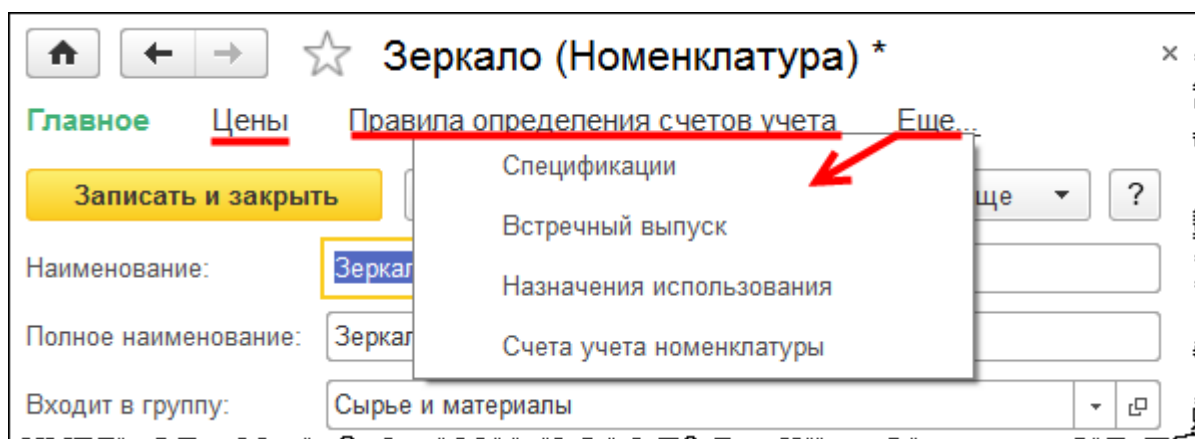 Зеркало (Номенклатура) *
Главное Цены Правила определения счетов учета Еще...
Записать и закрыть ще ?
Спецификации
Встречный выпуск
Наименование: Зеркал
Назначения использования
Полное наименование: Зеркал
Счета учета номенклатуры
Входит в группу: Сырье и материалы